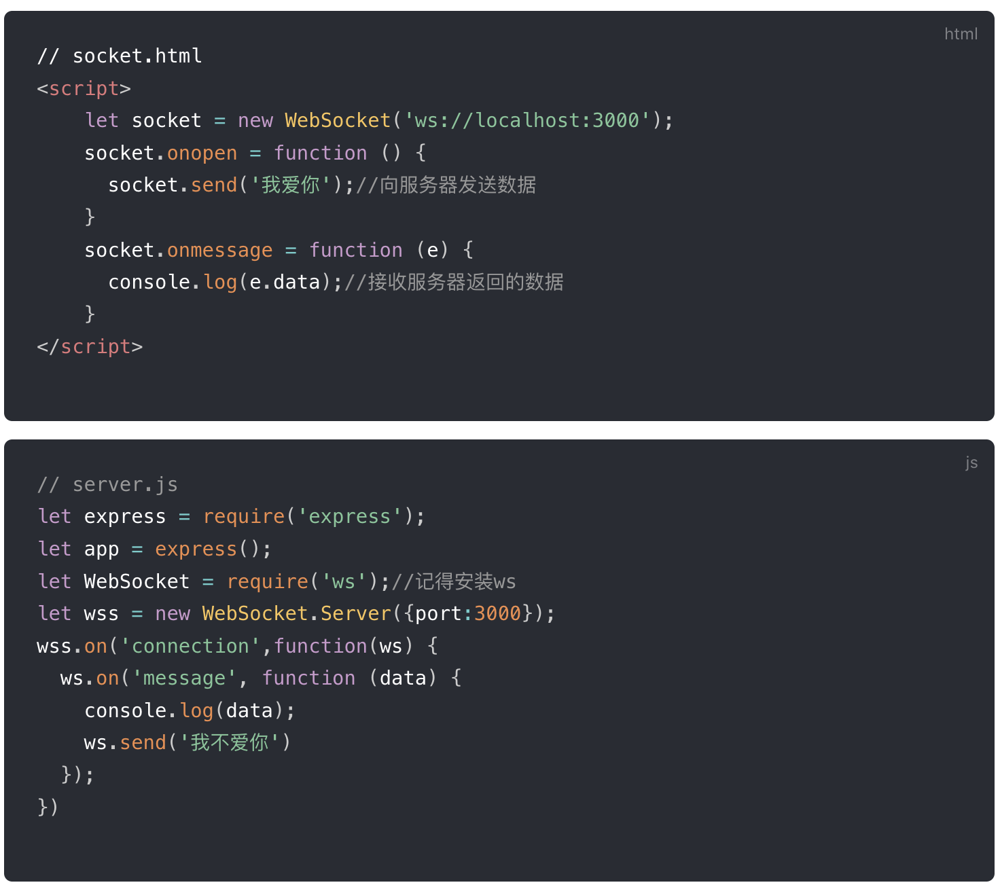 html
// socket.html
<script>
    let socket = new WebSocket('ws://localhost:3000');
    socket.onopen = function () {
      socket.send('我爱你');//向服务器发送数据
    }
    socket.onmessage = function (e) {
      console.log(e.data);//接收服务器返回的数据
    }
</script>
js
// server.js
let express = require('express');
let app = express();
let WebSocket = require('ws');//记得安装ws
let wss = new WebSocket.Server({port:3000});
wss.on('connection',function(ws) {
  ws.on('message', function (data) {
    console.log(data);
    ws.send('我不爱你')
  });
})